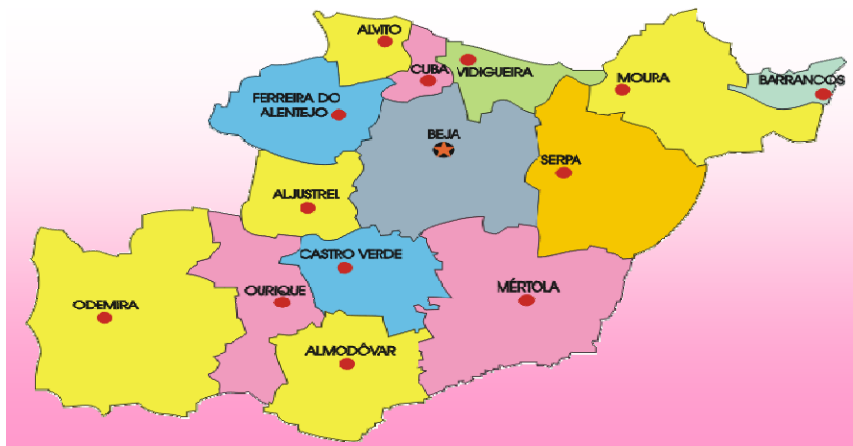 ALVITO
CUBA
VIDIGUEIRA
MOURA
BARRANCOS
FERREIRA DO
ALENTEJO
BEJA
SERPA
ALJUSTREL
CASTRO VERDE
OURIQUE
MÉRTOLA
ODEMIRA
ALMODÔVAR